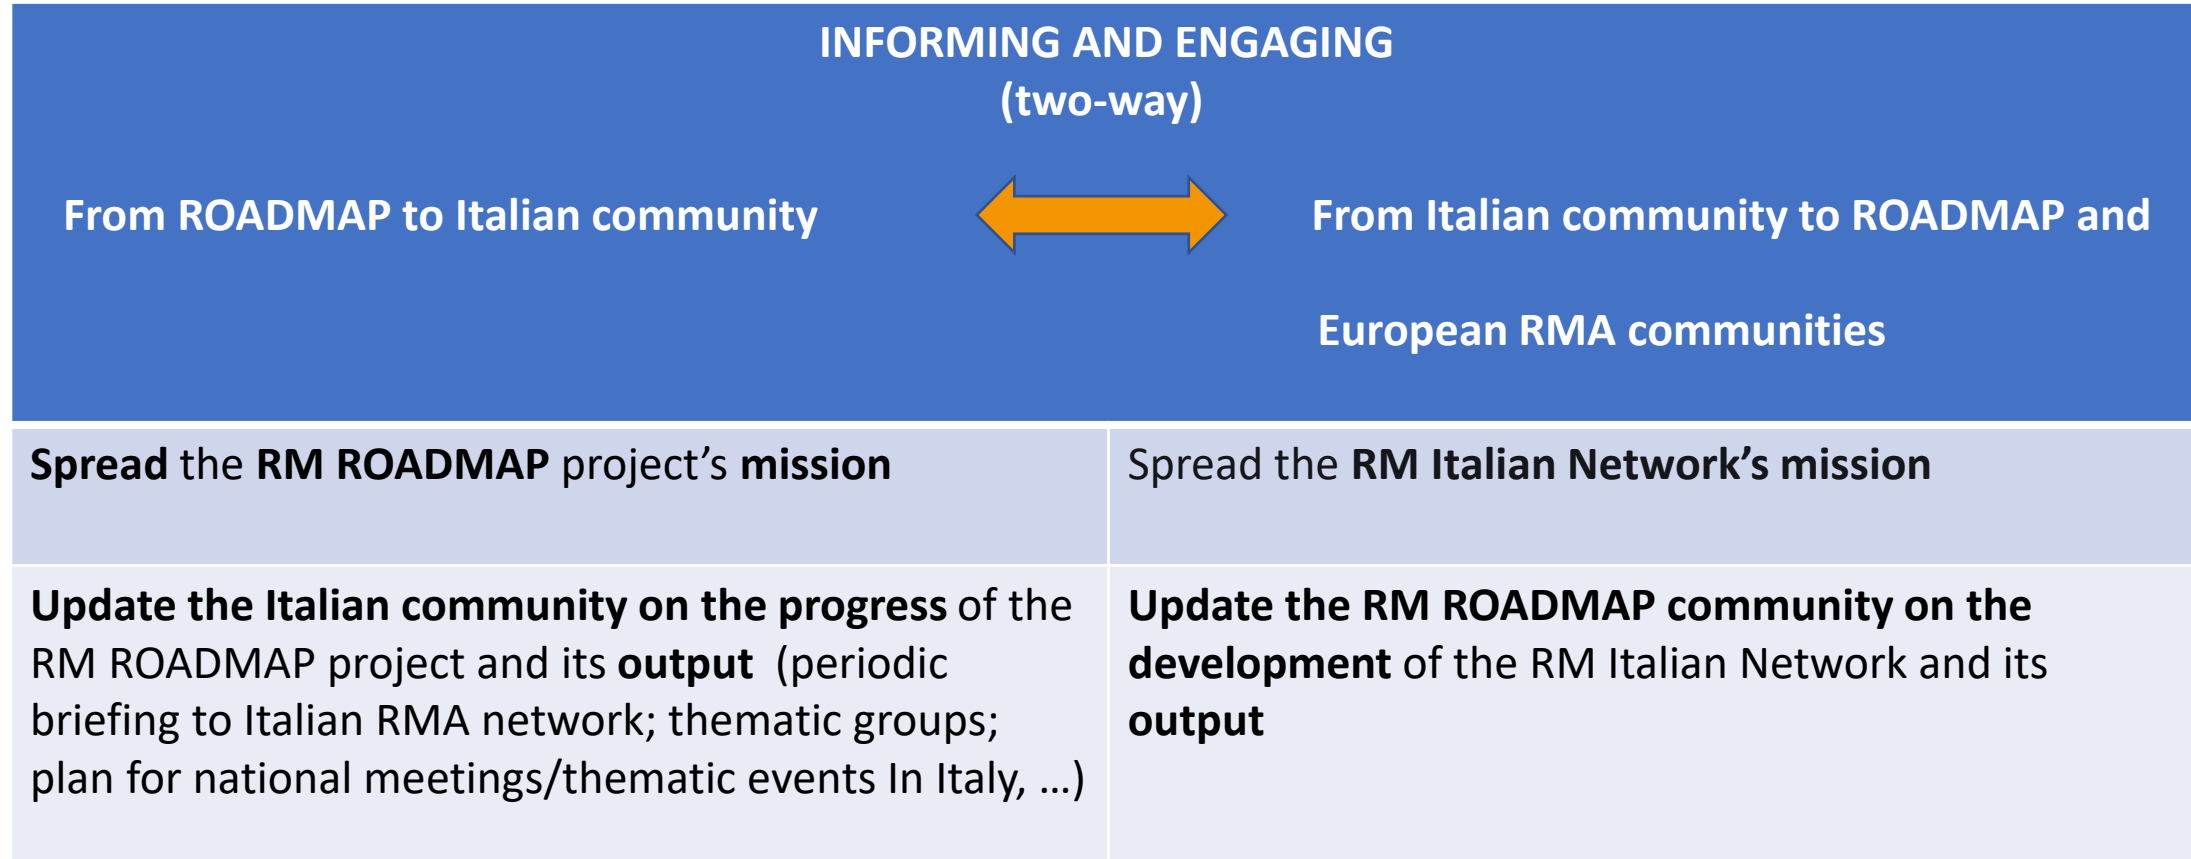 INFORMING AND ENGAGING
(two-way)
From ROADMAP to Italian community
From Italian community to ROADMAP and
European RMA communities
Spread the RM ROADMAP project’s mission
Spread the RM Italian Network’s mission
Update the Italian community on the progress of the
RM ROADMAP project and its output (periodic
briefing to Italian RMA network; thematic groups;
plan for national meetings/thematic events In Italy, …)
Update the RM ROADMAP community on the
development of the RM Italian Network and its
output